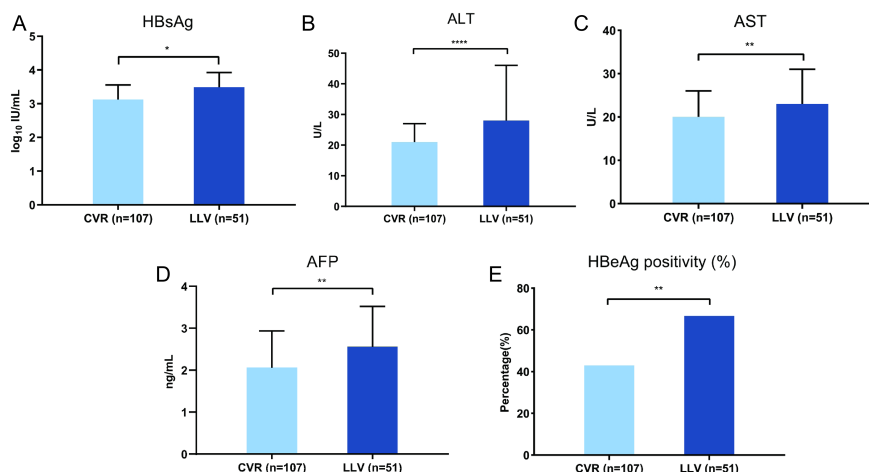 A
HBsAg
log10 IU/mL
5
4
3
2
1
0
*
CVR (n=107)
LLV (n=51)
B
ALT
U/L
50
40
30
20
10
0
****
CVR (n=107)
LLV (n=51)
C
AST
U/L
40
30
20
10
0
**
CVR (n=107)
LLV (n=51)
D
AFP
ng/mL
4
3
2
1
0
**
CVR (n=107)
LLV (n=51)
E
HBeAg positivity (%)
Percentage(%)
80
60
40
20
0
**
CVR (n=107)
LLV (n=51)